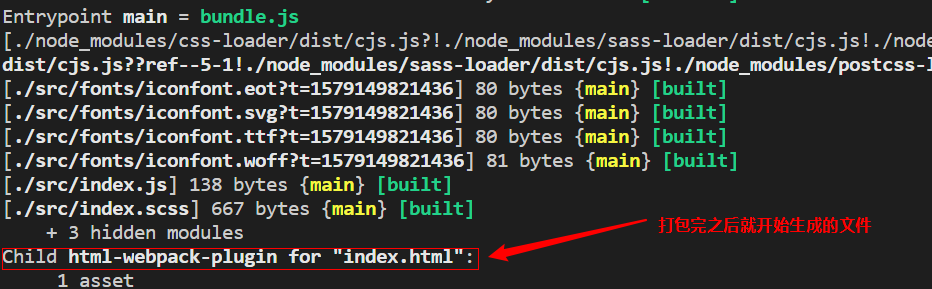 Entrypoint main = bundle.js
[./node_modules/css-loader/dist/cjs.js?!./node_modules/sass-loader/dist/cjs.js!./node
dist/cjs.js??ref--5-1!./node_modules/sass-loader/dist/cjs.js!./node_modules/postcss-l
[./src/fonts/iconfont.eot?t=1579149821436] 80 bytes {main} [built]
[./src/fonts/iconfont.svg?t=1579149821436] 80 bytes {main} [built]
[./src/fonts/iconfont.ttf?t=1579149821436] 80 bytes {main} [built]
[./src/fonts/iconfont.woff?t=1579149821436] 81 bytes {main} [built]
[./src/index.js] 138 bytes {main} [built]
[./src/index.scss] 667 bytes {main} [built]
+ 3 hidden modules
打包完之后就开始生成的文件
Child html-webpack-plugin for "index.html":
1 asset